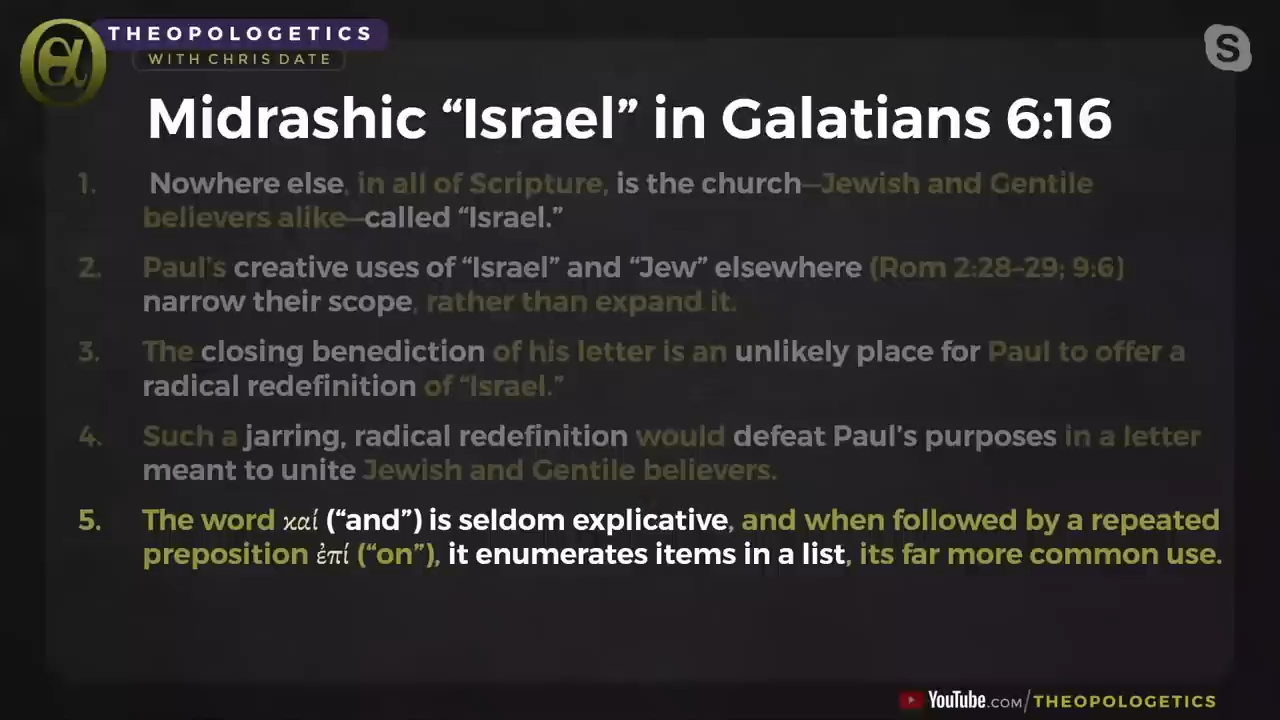 THEOPOLOGETICS
WITH CHRIS DATE
Midrashic “Israel” in Galatians 6:16
1. Nowhere else, in all of Scripture, is the church—Jewish and Gentile
believers alike—called “Israel.”
2. Paul’s creative uses of “Israel” and “Jew” elsewhere (Rom 2:28–29; 9:6)
narrow their scope, rather than expand it.
3. The closing benediction of his letter is an unlikely place for Paul to offer a
radical redefinition of “Israel.”
4. Such a jarring, radical redefinition would defeat Paul’s purposes in a letter
meant to unite Jewish and Gentile believers.
5. The word καί (“and”) is seldom explicative, and when followed by a repeated
preposition ἐπί (“on”), it enumerates items in a list, its far more common use.
YouTube.COM/THEOPOLOGETICS